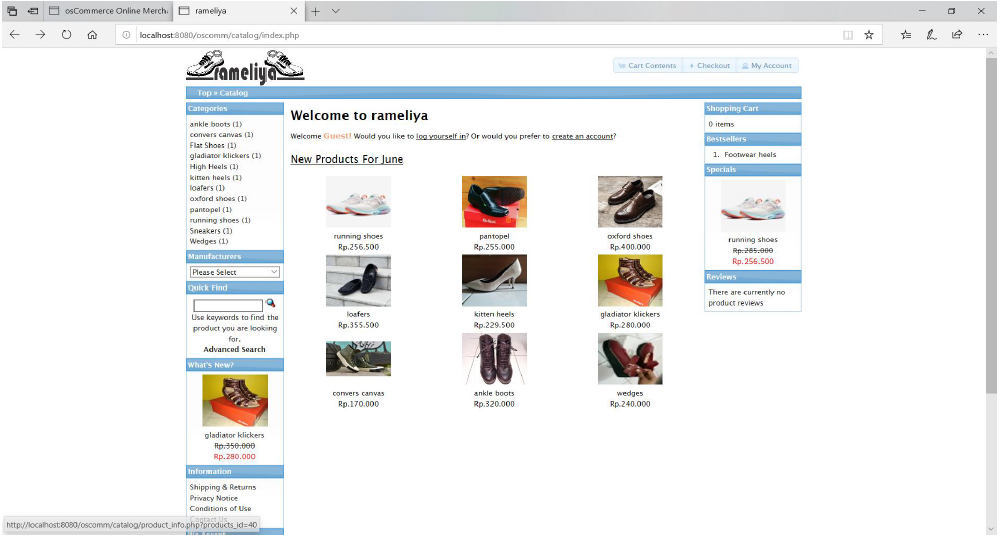 osCommerce Online Mercha
rameliya
localhost:8080/oscomm/catalog/index.php
rameliya
Cart Contents
Checkout
My Account
Top » Catalog
Categories
ankle boots (1)
convers canvas (1)
Flat Shoes (1)
gladiator klickers (1)
High Heels (1)
kitten heels (1)
loafers (1)
oxford shoes (1)
pantopel (1)
running shoes (1)
Sneakers (1)
Wedges (1)
Manufacturers
Please Select
Quick Find
Use keywords to find the
product you are looking
for.
Advanced Search
What's New?
gladiator klickers
Rp.350.000
Rp.280.000
Information
Shipping & Returns
Privacy Notice
Conditions of Use
Contact Us
Welcome to rameliya
Welcome Guest! Would you like to log yourself in? Or would you prefer to create an account?
New Products For June
running shoes
Rp.256.500
pantopel
Rp.255.000
oxford shoes
Rp.400.000
loafers
Rp.355.500
kitten heels
Rp.229.500
gladiator klickers
Rp.280.000
convers canvas
Rp.170.000
ankle boots
Rp.320.000
wedges
Rp.240.000
Shopping Cart
0 items
Bestsellers
1. Footwear heels
Specials
running shoes
Rp.285.000
Rp.256.500
Reviews
There are currently no
product reviews
http://localhost:8080/oscomm/catalog/product_info.php?products_id=40